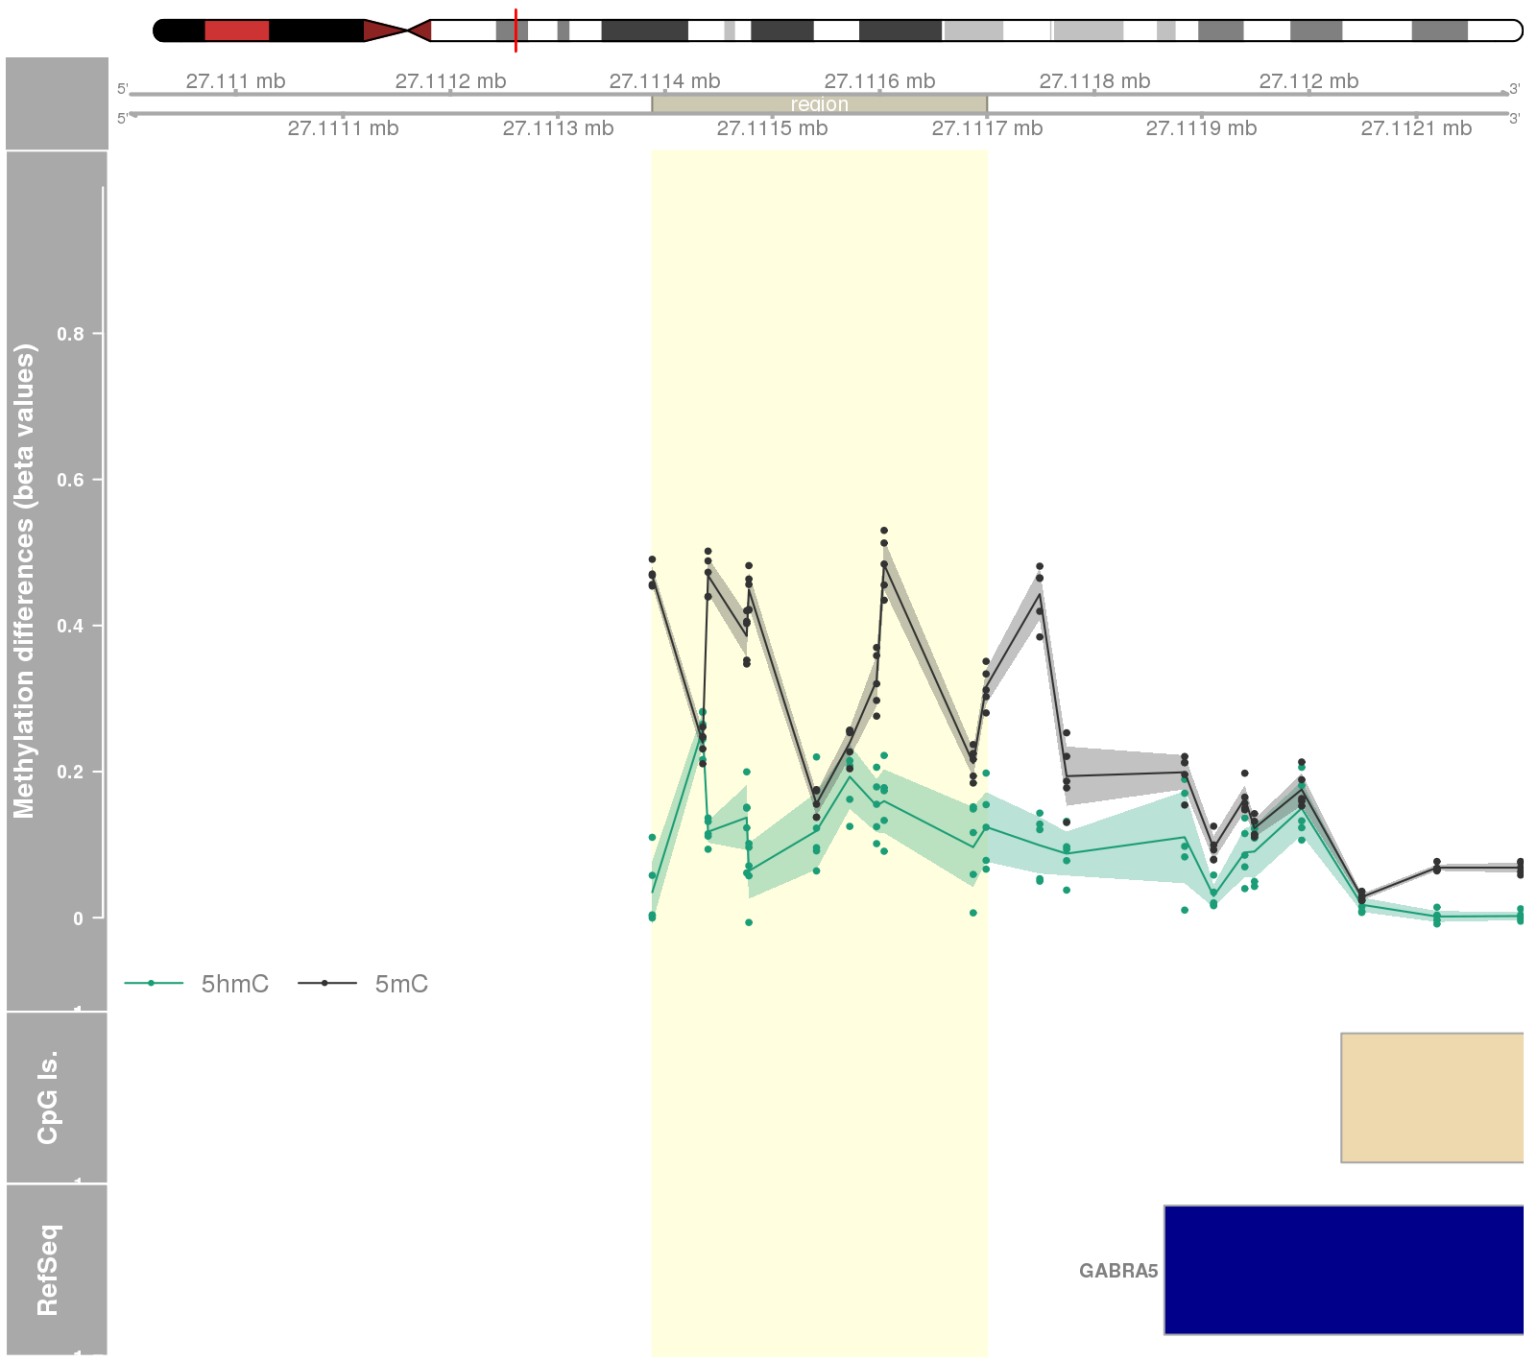 27.111 mb 27.1112 mb 27.1114 mb 27.1116 mb 27.1118 mb 27.112 mb
5' 3'
region
5' 3'
27.1111 mb 27.1113 mb 27.1115 mb 27.1117 mb 27.1119 mb 27.1121 mb
Methylation differences (beta values)
0.8
0.6
0.4
0.2
0
5hmC 5mC
CpG Is.
RefSeq
GABRA5